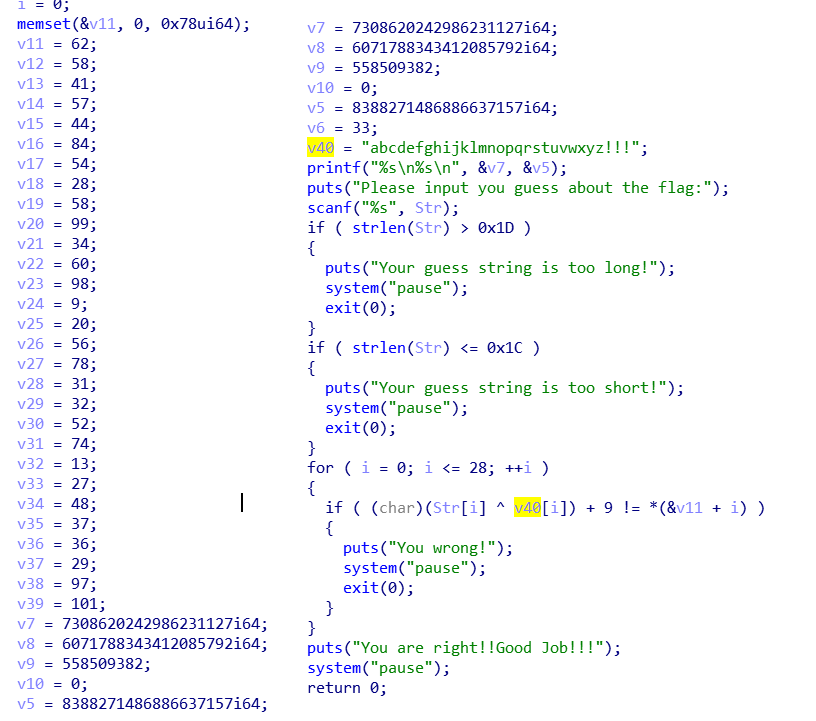 i = 0;
memset(&v11, 0, 0x78ui64);
v11 = 62;
v12 = 58;
v13 = 41;
v14 = 57;
v15 = 44;
v16 = 84;
v17 = 54;
v18 = 28;
v19 = 58;
v20 = 99;
v21 = 34;
v22 = 60;
v23 = 98;
v24 = 9;
v25 = 20;
v26 = 56;
v27 = 78;
v28 = 31;
v29 = 32;
v30 = 52;
v31 = 74;
v32 = 13;
v33 = 27;
v34 = 48;
v35 = 37;
v36 = 36;
v37 = 29;
v38 = 97;
v39 = 101;
v7 = 7308620242986231127i64;
v8 = 6071788343412085792i64;
v9 = 558509382;
v10 = 0;
v5 = 8388271486886637157i64;
v7 = 7308620242986231127i64;
v8 = 6071788343412085792i64;
v9 = 558509382;
v10 = 0;
v5 = 8388271486886637157i64;
v6 = 33;
v40 = "abcdefghijklmnopqrstuvwxyz!!!";
printf("%s\n%s\n", &v7, &v5);
puts("Please input you guess about the flag:");
scanf("%s", Str);
if ( strlen(Str) > 0x1D )
{
puts("Your guess string is too long!");
system("pause");
exit(0);
}
if ( strlen(Str) <= 0x1C )
{
puts("Your guess string is too short!");
system("pause");
exit(0);
}
for ( i = 0; i <= 28; ++i )
{
if ( (char)(Str[i] ^ v40[i]) + 9 != *(&v11 + i) )
{
puts("You wrong!");
system("pause");
exit(0);
}
}
puts("You are right!!Good Job!!!");
system("pause");
return 0;